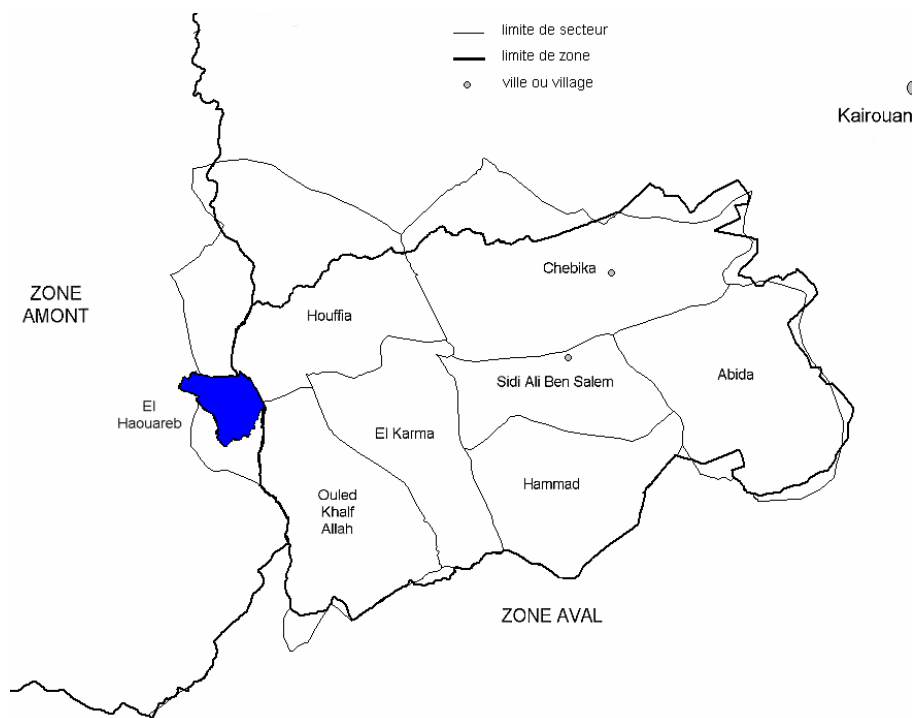 limite de secteur
limite de zone
ville ou village
Kairouan
Chebika
ZONE
AMONT
Houffia
Sidi Ali Ben Salem
Abida
El
Haouareb
El Karma
Ouled
Khalf
Allah
Hammad
ZONE AVAL